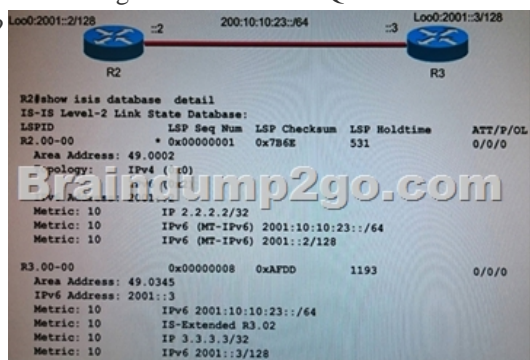 Loo0:2001::2/128
::2
200:10:10:23::/64
::3
Loo0:2001::3/128
R2
R3
R2#show isis database detail
IS-IS Level-2 Link State Database:
LSPID LSP Seq Num LSP Checksum LSP Holdtime ATT/P/OL
R2.00-00 * 0x00000001 0x7B6E 531 0/0/0
Area Address: 49.0002
Topology: IPv4 (0x0)
Braindump2go.com
Metric: 10 IP 2.2.2.2/32
Metric: 10 IPv6 (MT-IPv6) 2001:10:10:23::/64
Metric: 10 IPv6 (MT-IPv6) 2001::2/128
R3.00-00 0x00000008 0xAFDD 1193 0/0/0
Area Address: 49.0345
IPv6 Address: 2001::3
Metric: 10 IPv6 2001:10:10:23::/64
Metric: 10 IS-Extended R3.02
Metric: 10 IP 3.3.3.3/32
Metric: 10 IPv6 2001::3/128